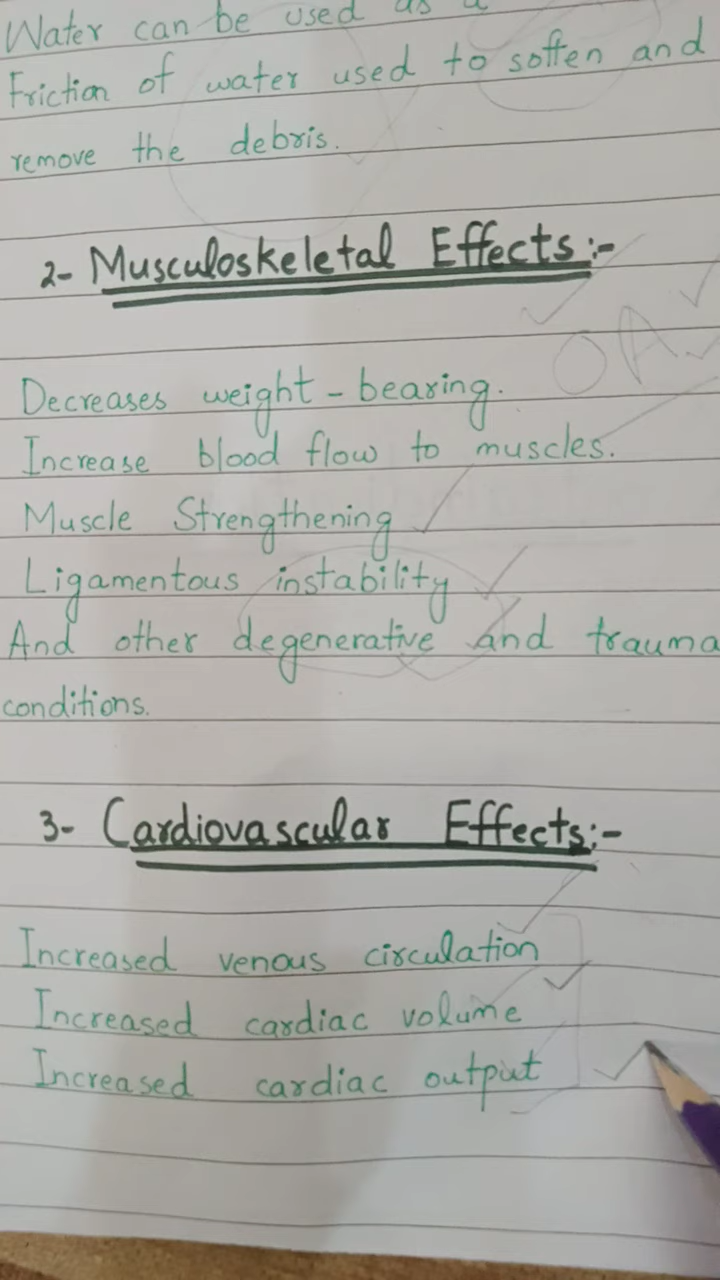 Water can be used as a
Friction of water used to soften and
remove the debris.
2- Musculoskeletal Effects:-
OA
Decreases weight-bearing.
Increase blood flow to muscles.
Muscle Strengthening
Ligamentous instability
And other degenerative and trauma
conditions.
3- Cardiovascular Effects:-
Increased venous circulation
Increased cardiac volume
Increased cardiac output